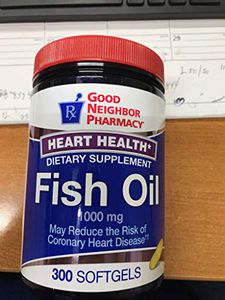 GOOD
NEIGHBOR
PHARMACY®
Rx
HEART HEALTH*
DIETARY SUPPLEMENT
Fish Oil
1000 mg
May Reduce the Risk of
Coronary Heart Disease††
300 SOFTGELS